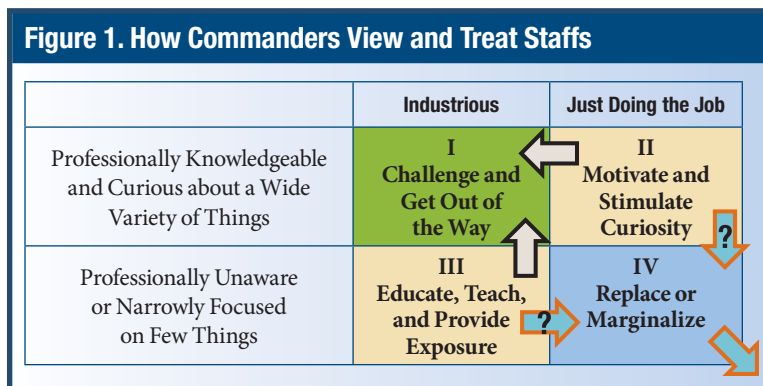 Figure 1. How Commanders View and Treat Staffs
Industrious
Just Doing the Job
Professionally Knowledgeable
and Curious about a Wide
Variety of Things
I
Challenge and
Get Out of
the Way
II
Motivate and
Stimulate
Curiosity
?
Professionally Unaware
or Narrowly Focused
on Few Things
III
Educate, Teach,
and Provide
Exposure
?
IV
Replace or
Marginalize